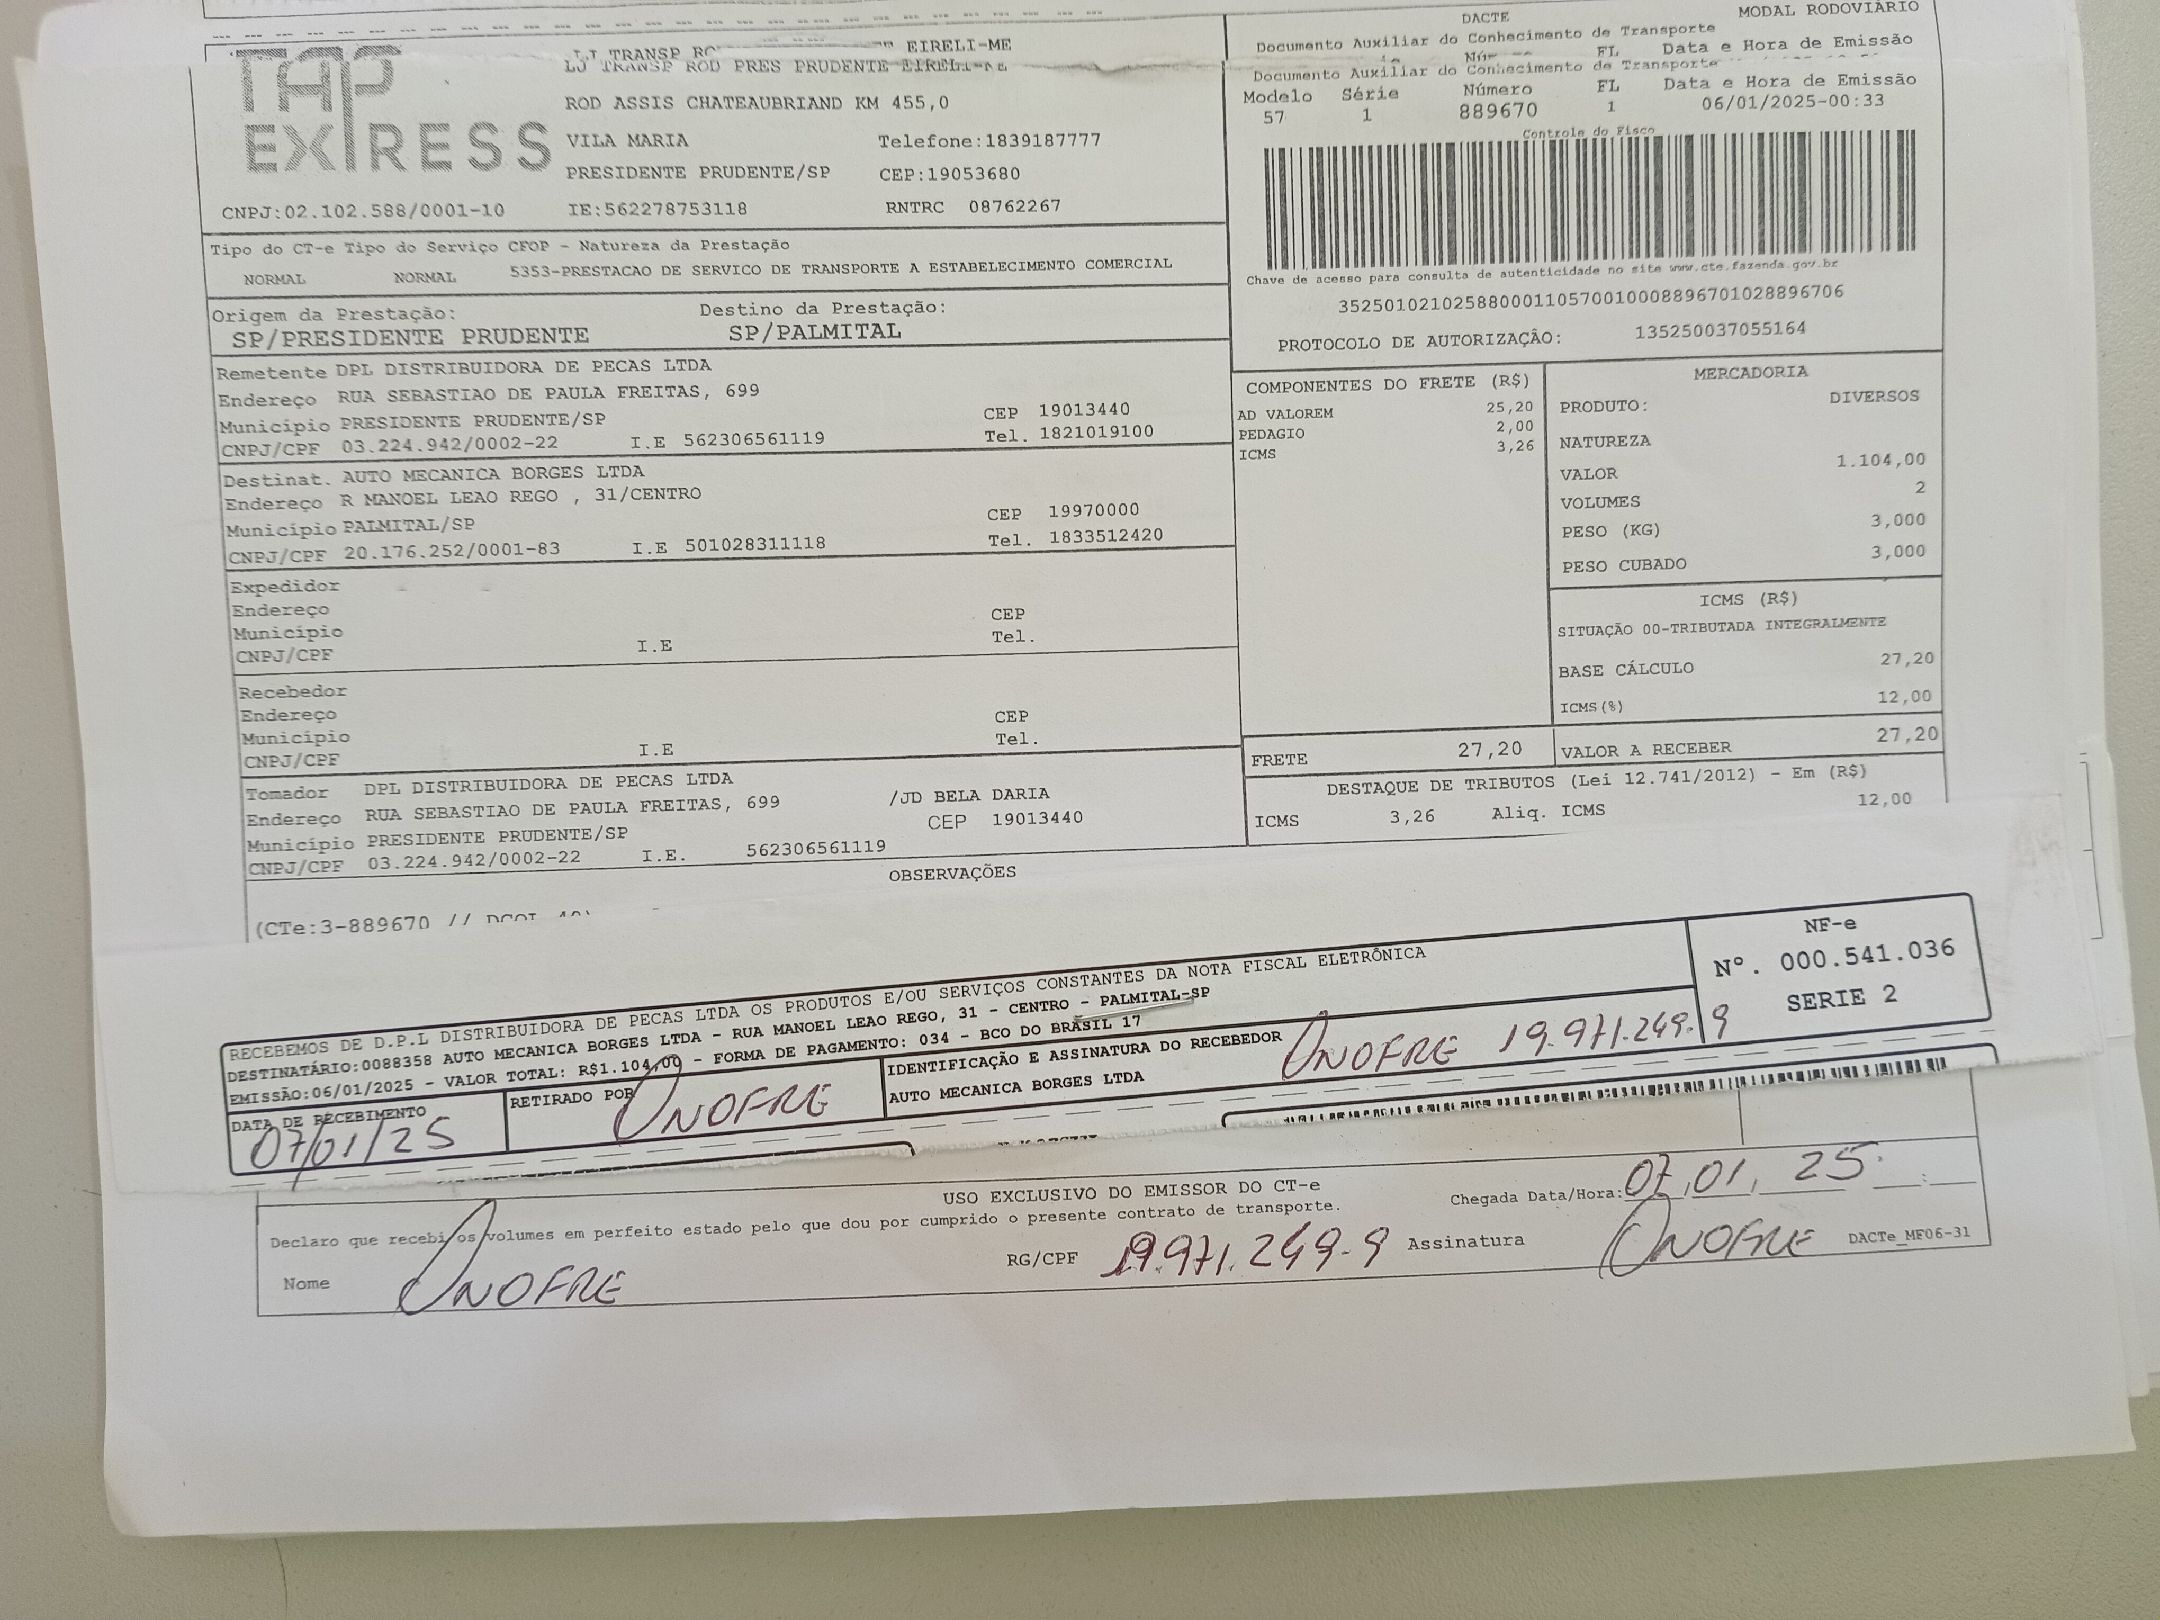 DACTE
MODAL RODOVIÁRIO
EIRELI-ME
Documento Auxiliar do Conhecimento de Transporte
FL Data e Hora de Emissão
TAP EXPRESS
LJ TRANSP ROD PRES PRUDENTE EIRELI-ME
ROD ASSIS CHATEAUBRIAND KM 455,0
VILA MARIA Telefone:1839187777
PRESIDENTE PRUDENTE/SP CEP:19053680
CNPJ:02.102.588/0001-10 IE:562278753118 RNTRC 08762267
Documento Auxiliar do Conhecimento de Transporte
Modelo Série Número FL Data e Hora de Emissão
57 1 889670 1 06/01/2025-00:33
Controle do Fisco
Chave de acesso para consulta de autenticidade no site www.cte.fazenda.gov.br
35250102102588000110570010008896701028896706
PROTOCOLO DE AUTORIZAÇÂO: 135250037055164
Tipo do CT-e Tipo do Serviço CFOP - Natureza da Prestação
NORMAL NORMAL 5353-PRESTACAO DE SERVICO DE TRANSPORTE A ESTABELECIMENTO COMERCIAL
Origem da Prestação: Destino da Prestação:
SP/PRESIDENTE PRUDENTE SP/PALMITAL
Remetente DPL DISTRIBUIDORA DE PECAS LTDA
Endereço RUA SEBASTIAO DE PAULA FREITAS, 699
Município PRESIDENTE PRUDENTE/SP CEP 19013440
CNPJ/CPF 03.224.942/0002-22 I.E 562306561119 Tel. 1821019100
Destinat. AUTO MECANICA BORGES LTDA
Endereço R MANOEL LEAO REGO , 31/CENTRO
Município PALMITAL/SP CEP 19970000
CNPJ/CPF 20.176.252/0001-83 I.E 501028311118 Tel. 1833512420
Expedidor
Endereço
Município CEP
CNPJ/CPF I.E Tel.
Recebedor
Endereço
Município CEP
CNPJ/CPF I.E Tel.
Tomador DPL DISTRIBUIDORA DE PECAS LTDA
Endereço RUA SEBASTIAO DE PAULA FREITAS, 699 /JD BELA DARIA
Município PRESIDENTE PRUDENTE/SP CEP 19013440
CNPJ/CPF 03.224.942/0002-22 I.E. 562306561119
COMPONENTES DO FRETE (R$)
AD VALOREM 25,20
PEDAGIO 2,00
ICMS 3,26
MERCADORIA
PRODUTO: DIVERSOS
NATUREZA
VALOR 1.104,00
VOLUMES 2
PESO (KG) 3,000
PESO CUBADO 3,000
ICMS (R$)
SITUAÇÃO 00-TRIBUTADA INTEGRALMENTE
BASE CÁLCULO 27,20
ICMS(%) 12,00
FRETE 27,20 VALOR A RECEBER 27,20
DESTAQUE DE TRIBUTOS (Lei 12.741/2012) - Em (R$)
ICMS 3,26 Aliq. ICMS 12,00
OBSERVAÇÕES
(CTe:3-889670 //
RECEBEMOS DE D.P.L DISTRIBUIDORA DE PECAS LTDA OS PRODUTOS E/OU SERVIÇOS CONSTANTES DA NOTA FISCAL ELETRÔNICA
DESTINATÁRIO:0088358 AUTO MECANICA BORGES LTDA - RUA MANOEL LEAO REGO, 31 - CENTRO - PALMITAL-SP
EMISSÃO:06/01/2025 - VALOR TOTAL: R$1.104,00 - FORMA DE PAGAMENTO: 034 - BCO DO BRASIL 17
NF-e
Nº. 000.541.036
SERIE 2
DATA DE RECEBIMENTO
07/01/25
RETIRADO POR
ONOFRE
IDENTIFICAÇÃO E ASSINATURA DO RECEBEDOR
AUTO MECANICA BORGES LTDA
ONOFRE 19.971.249-9
USO EXCLUSIVO DO EMISSOR DO CT-e
Declaro que recebi os volumes em perfeito estado pelo que dou por cumprido o presente contrato de transporte.
Chegada Data/Hora: 07,01, 25
Nome ONOFRE RG/CPF 19.971.249-9 Assinatura ONOFRE
DACTe_MF06-31